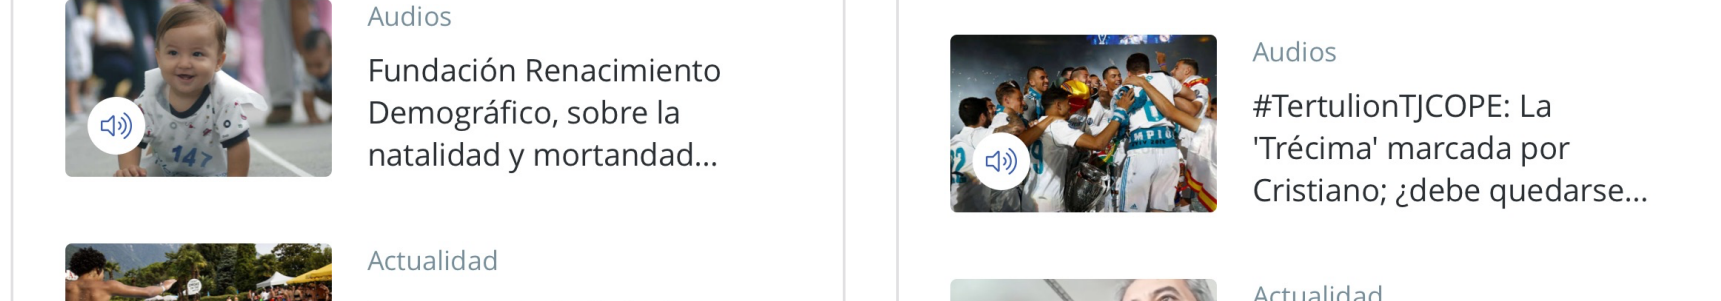 Audios
Fundación Renacimiento
Demográfico, sobre la
natalidad y mortandad...
147
Actualidad
Audios
#TertulionTJCOPE: La
'Trécima' marcada por
Cristiano; ¿debe quedarse...
Actualidad